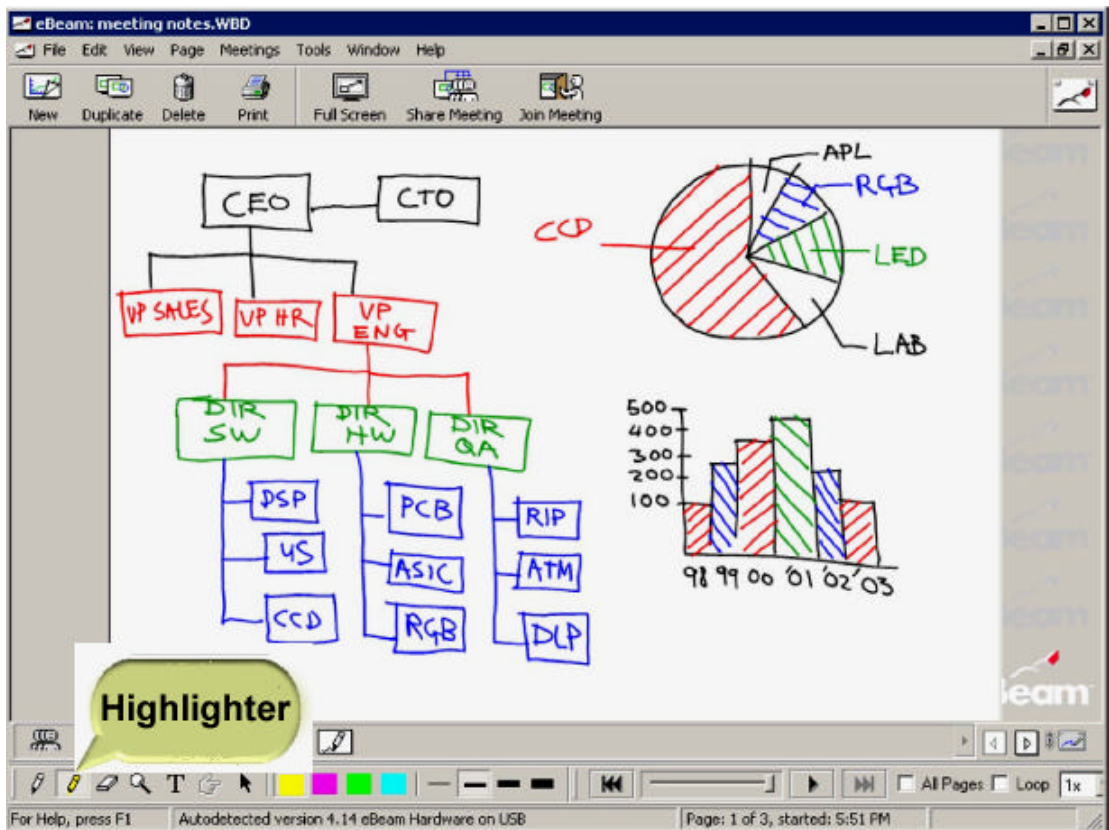 eBeam: meeting notes.WBD
File Edit View Page Meetings Tools Window Help
New Duplicate Delete Print Full Screen Share Meeting Join Meeting
CEO
CTO
VP SALES
VP HR
VP
ENG
DIR
SW
DIR
HW
DIR
QA
DSP
US
CCD
PCB
ASIC
RGB
RIP
ATM
DLP
APL
RGB
CCD
LED
LAB
500
400
300
200
100
98 99 00 '01 '02 '03
Beam
Highlighter
T
All Pages Loop 1x
For Help, press F1 Autodetected version 4.14 eBeam Hardware on USB Page: 1 of 3, started: 5:51 PM